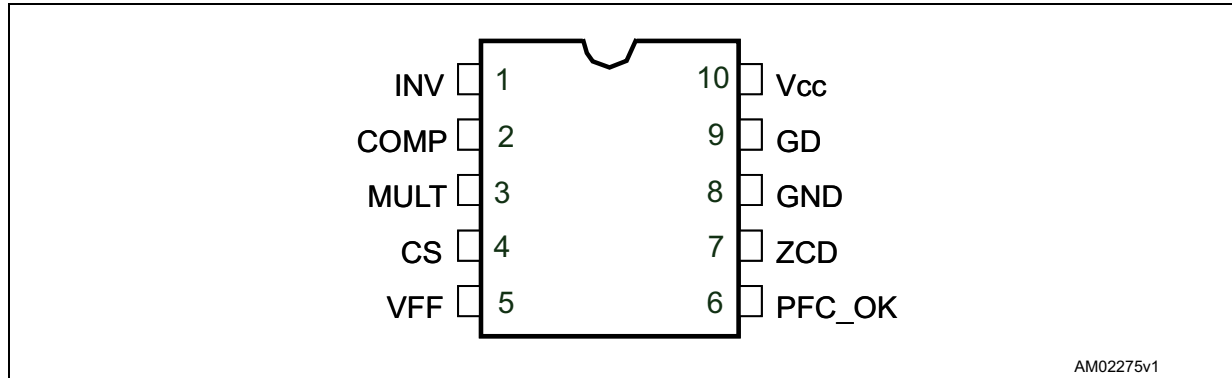 INV 1 10 Vcc
COMP 2 9 GD
MULT 3 8 GND
CS 4 7 ZCD
VFF 5 6 PFC_OK
AM02275v1